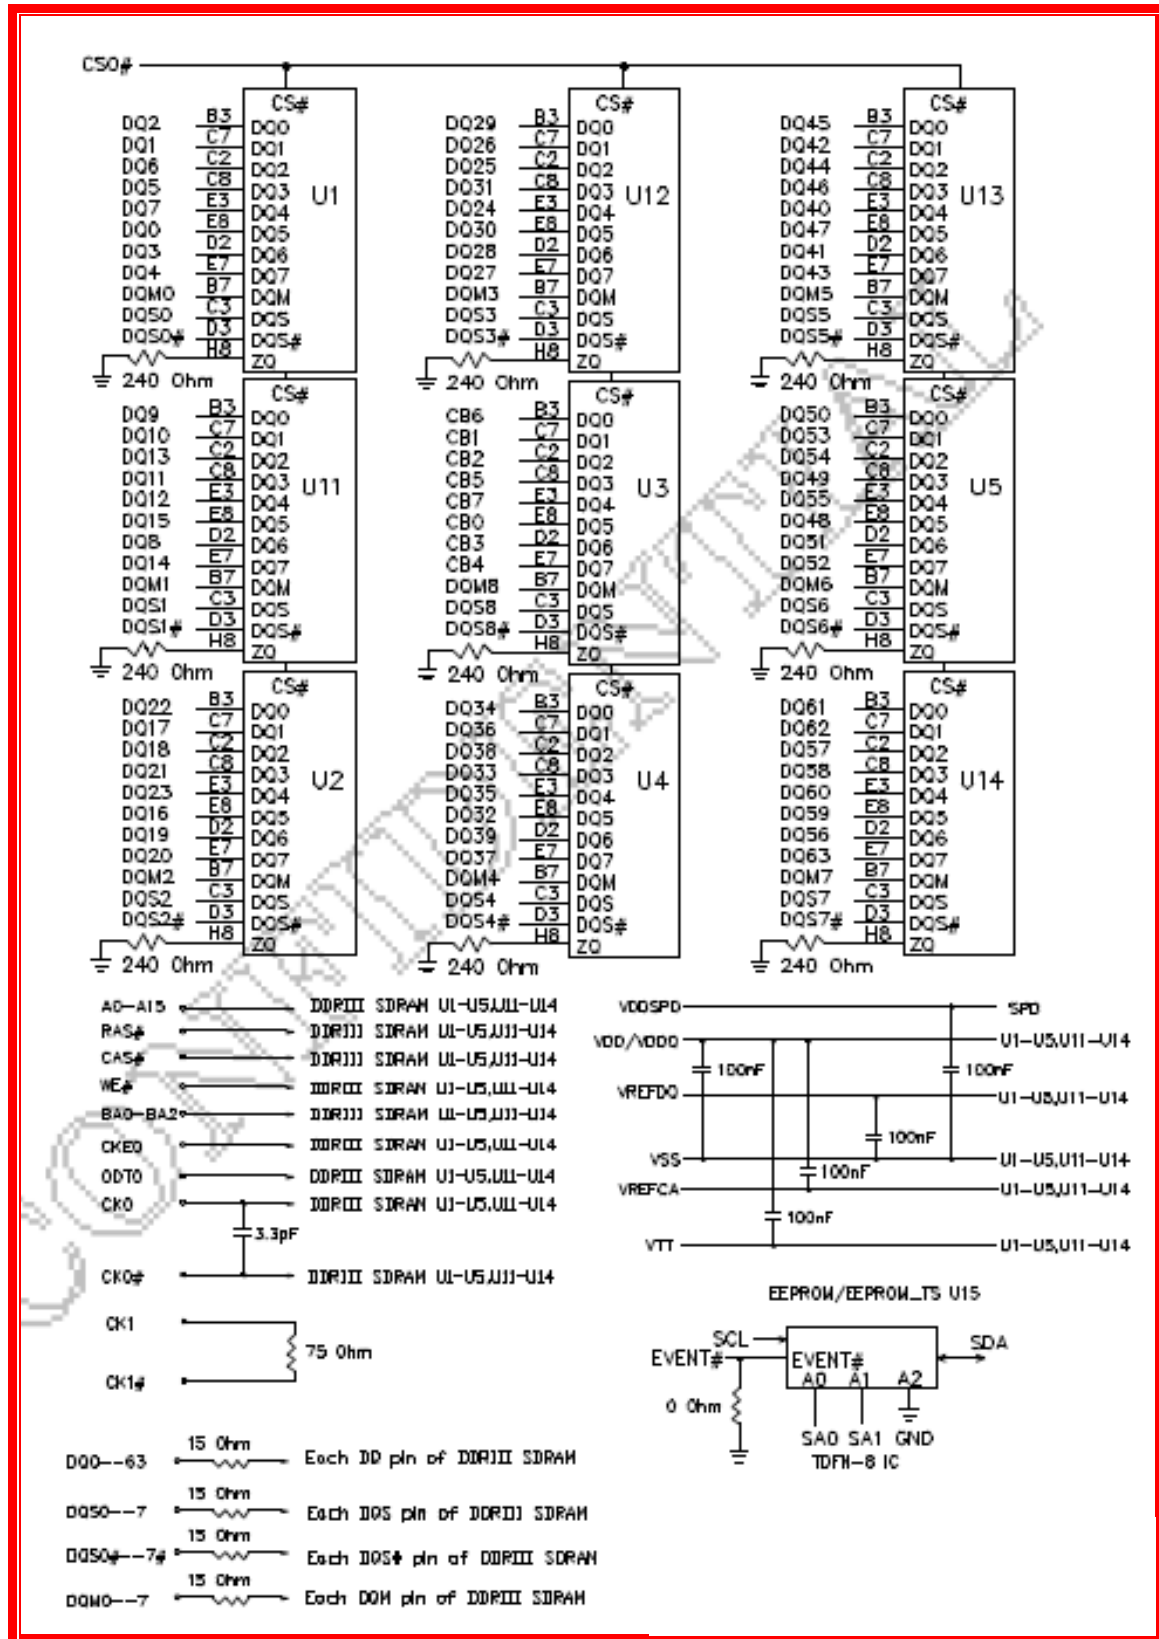 CS0#
CS#
DQ2 B3 DQ0
DQ1 C7 DQ1
DQ6 C2 DQ2
DQ5 C8 DQ3 U1
DQ7 E3 DQ4
DQ0 E8 DQ5
DQ3 D2 DQ6
DQ4 E7 DQ7
DQM0 B7 DQM
DQS0 C3 DQS
DQS0# D3 DQS#
H8 ZQ
240 Ohm
CS#
DQ29 B3 DQ0
DQ26 C7 DQ1
DQ25 C2 DQ2
DQ31 C8 DQ3 U12
DQ24 E3 DQ4
DQ30 E8 DQ5
DQ28 D2 DQ6
DQ27 E7 DQ7
DQM3 B7 DQM
DQS3 C3 DQS
DQS3# D3 DQS#
H8 ZQ
240 Ohm
CS#
DQ45 B3 DQ0
DQ42 C7 DQ1
DQ44 C2 DQ2
DQ46 C8 DQ3 U13
DQ40 E3 DQ4
DQ47 E8 DQ5
DQ41 D2 DQ6
DQ43 E7 DQ7
DQM5 B7 DQM
DQS5 C3 DQS
DQS5# D3 DQS#
H8 ZQ
240 Ohm
CS#
DQ9 B3 DQ0
DQ10 C7 DQ1
DQ13 C2 DQ2
DQ11 C8 DQ3 U11
DQ12 E3 DQ4
DQ15 E8 DQ5
DQ8 D2 DQ6
DQ14 E7 DQ7
DQM1 B7 DQM
DQS1 C3 DQS
DQS1# D3 DQS#
H8 ZQ
240 Ohm
CS#
CB6 B3 DQ0
CB1 C7 DQ1
CB2 C2 DQ2
CB5 C8 DQ3 U3
CB7 E3 DQ4
CB0 E8 DQ5
CB3 D2 DQ6
CB4 E7 DQ7
DQM8 B7 DQM
DQS8 C3 DQS
DQS8# D3 DQS#
H8 ZQ
240 Ohm
CS#
DQ50 B3 DQ0
DQ53 C7 DQ1
DQ54 C2 DQ2
DQ49 C8 DQ3 U5
DQ55 E3 DQ4
DQ48 E8 DQ5
DQ51 D2 DQ6
DQ52 E7 DQ7
DQM6 B7 DQM
DQS6 C3 DQS
DQS6# D3 DQS#
H8 ZQ
240 Ohm
CS#
DQ22 B3 DQ0
DQ17 C7 DQ1
DQ18 C2 DQ2
DQ21 C8 DQ3 U2
DQ23 E3 DQ4
DQ16 E8 DQ5
DQ19 D2 DQ6
DQ20 E7 DQ7
DQM2 B7 DQM
DQS2 C3 DQS
DQS2# D3 DQS#
H8 ZQ
240 Ohm
CS#
DQ34 B3 DQ0
DQ36 C7 DQ1
DQ38 C2 DQ2
DQ33 C8 DQ3 U4
DQ35 E3 DQ4
DQ32 E8 DQ5
DQ39 D2 DQ6
DQ37 E7 DQ7
DQM4 B7 DQM
DQS4 C3 DQS
DQS4# D3 DQS#
H8 ZQ
240 Ohm
CS#
DQ61 B3 DQ0
DQ62 C7 DQ1
DQ57 C2 DQ2
DQ58 C8 DQ3 U14
DQ60 E3 DQ4
DQ59 E8 DQ5
DQ56 D2 DQ6
DQ63 E7 DQ7
DQM7 B7 DQM
DQS7 C3 DQS
DQS7# D3 DQS#
H8 ZQ
240 Ohm
CONFIDENTIAL
A0-A15 DDRIII SDRAM U1-U5,U11-U14
RAS# DDRIII SDRAM U1-U5,U11-U14
CAS# DDRIII SDRAM U1-U5,U11-U14
WE# DDRIII SDRAM U1-U5,U11-U14
BA0-BA2 DDRIII SDRAM U1-U5,U11-U14
CKE0 DDRIII SDRAM U1-U5,U11-U14
ODT0 DDRIII SDRAM U1-U5,U11-U14
CK0 DDRIII SDRAM U1-U5,U11-U14
3.3pF
CK0# DDRIII SDRAM U1-U5,U11-U14
CK1
75 Ohm
CK1#
VDDSPD SPD
VDD/VDDQ U1-U5,U11-U14
100nF 100nF
VREFDQ U1-U5,U11-U14
100nF
VSS U1-U5,U11-U14
100nF
VREFCA U1-U5,U11-U14
100nF
VTT U1-U5,U11-U14
EEPROM/EEPROM_TS U15
SCL SDA
EVENT# EVENT#
A0 A1 A2
0 Ohm
SA0 SA1 GND
TDFN-8 IC
15 Ohm
DQ0--63 Each DQ pin of DDRIII SDRAM
15 Ohm
DQS0--7 Each DQS pin of DDRIII SDRAM
15 Ohm
DQS0#--7# Each DQS# pin of DDRIII SDRAM
15 Ohm
DQM0--7 Each DQM pin of DDRIII SDRAM